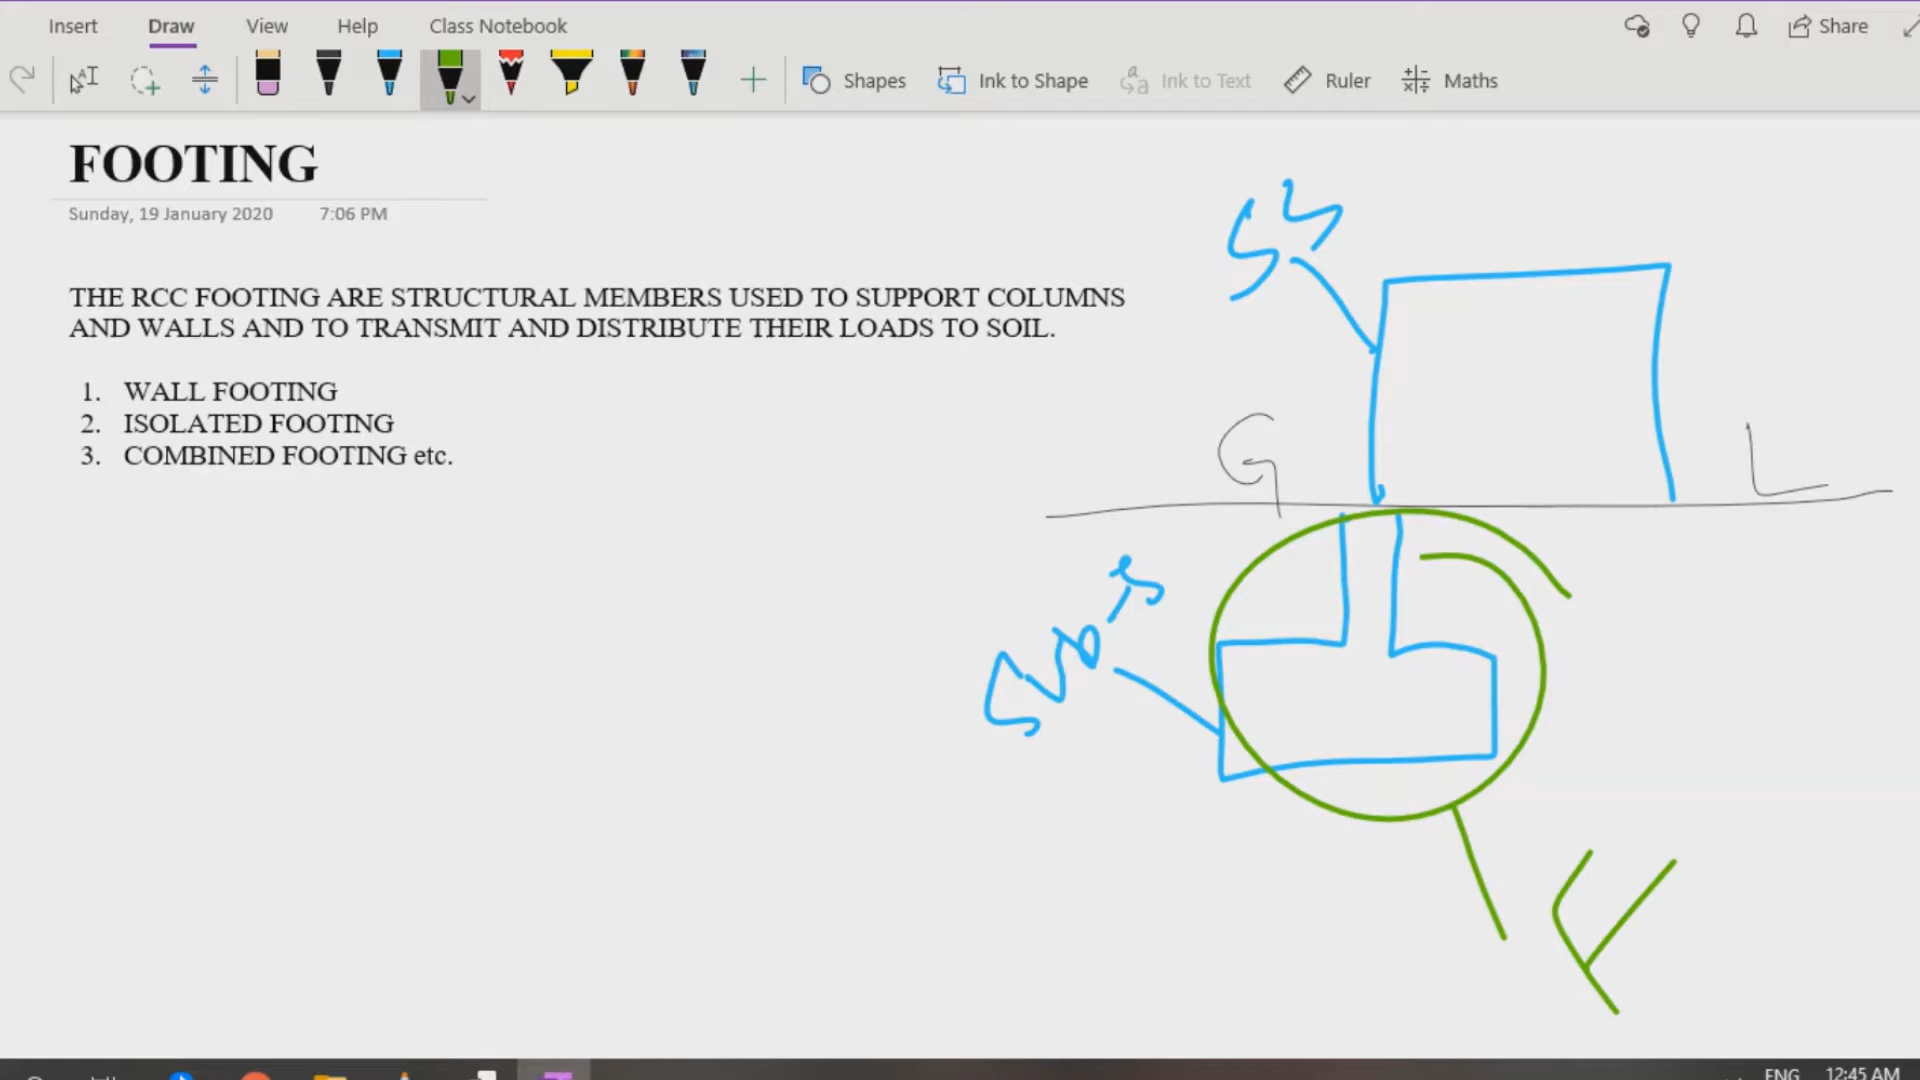 Insert Draw View Help Class Notebook Share
Shapes Ink to Shape Ink to Text Ruler Maths
FOOTING
Sunday, 19 January 2020 7:06 PM
THE RCC FOOTING ARE STRUCTURAL MEMBERS USED TO SUPPORT COLUMNS
AND WALLS AND TO TRANSMIT AND DISTRIBUTE THEIR LOADS TO SOIL.
1. WALL FOOTING
2. ISOLATED FOOTING
3. COMBINED FOOTING etc.
SS
G L
F
ENG 12:45 AM